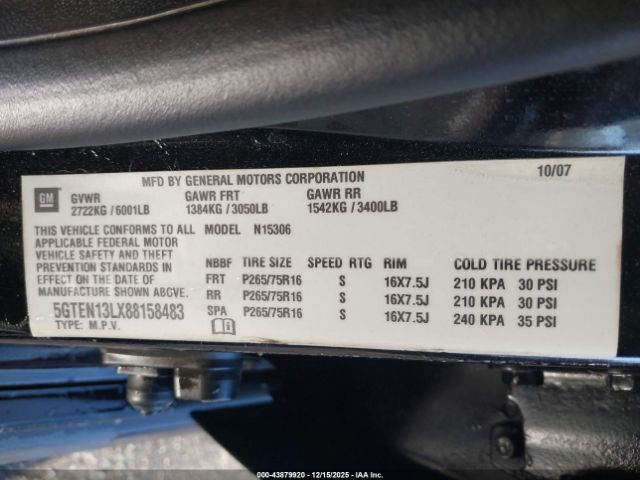 MFD BY GENERAL MOTORS CORPORATION 10/07
GM GVWR GAWR FRT GAWR RR
2722KG / 6001LB 1384KG / 3050LB 1542KG / 3400LB
THIS VEHICLE CONFORMS TO ALL MODEL N15306
APPLICABLE FEDERAL MOTOR
VEHICLE SAFETY AND THEFT
PREVENTION STANDARDS IN
EFFECT ON THE DATE OF
MANUFACTURE SHOWN ABOVE.
5GTEN13LX88158483
TYPE: M.P.V.
NBBF TIRE SIZE SPEED RTG RIM COLD TIRE PRESSURE
FRT P265/75R16 S 16X7.5J 210 KPA 30 PSI
RR P265/75R16 S 16X7.5J 210 KPA 30 PSI
SPA P265/75R16 S 16X7.5J 240 KPA 35 PSI
000-43879920 - 12/15/2025 - IAA Inc.